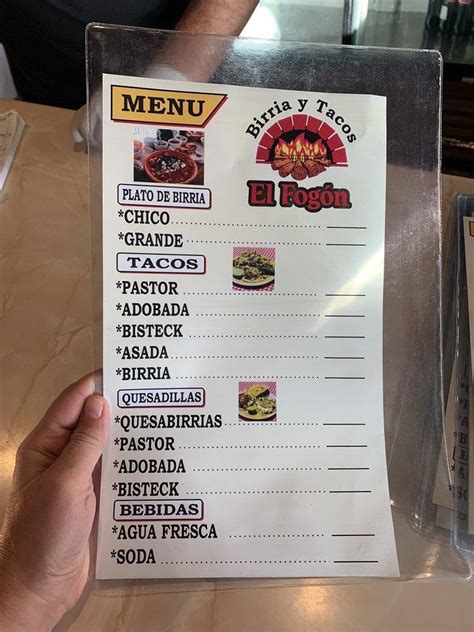 MENU
Birria y Tacos
El Fogón
PLATO DE BIRRIA
*CHICO
*GRANDE
TACOS
*PASTOR
*ADOBADA
*BISTECK
*ASADA
*BIRRIA
QUESADILLAS
*QUESABIRRIAS
*PASTOR
*ADOBADA
*BISTECK
BEBIDAS
*AGUA FRESCA
*SODA